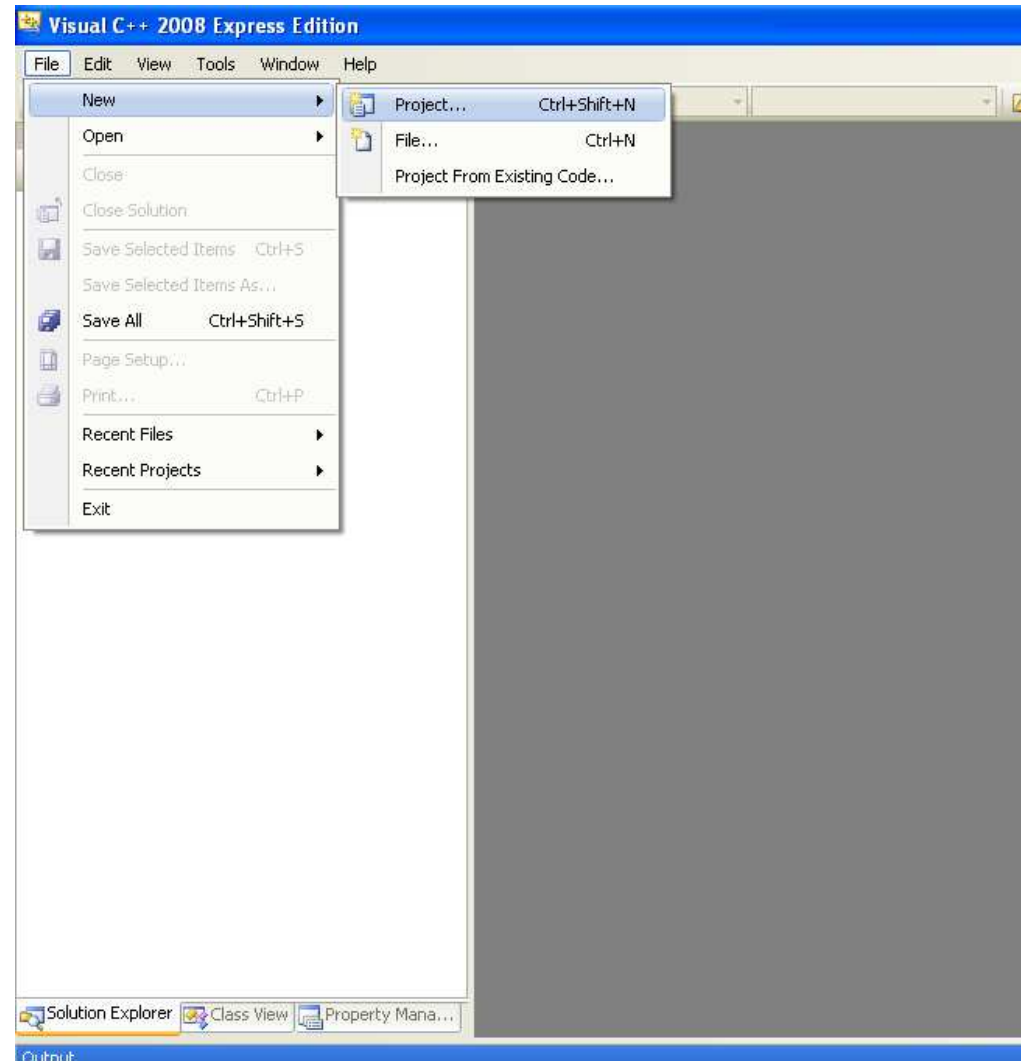 Visual C++ 2008 Express Edition
File Edit View Tools Window Help
New
Project... Ctrl+Shift+N
Open
File... Ctrl+N
Close
Project From Existing Code...
Close Solution
Save Selected Items Ctrl+S
Save Selected Items As...
Save All Ctrl+Shift+S
Page Setup...
Print... Ctrl+P
Recent Files
Recent Projects
Exit
Solution Explorer Class View Property Mana...
Output